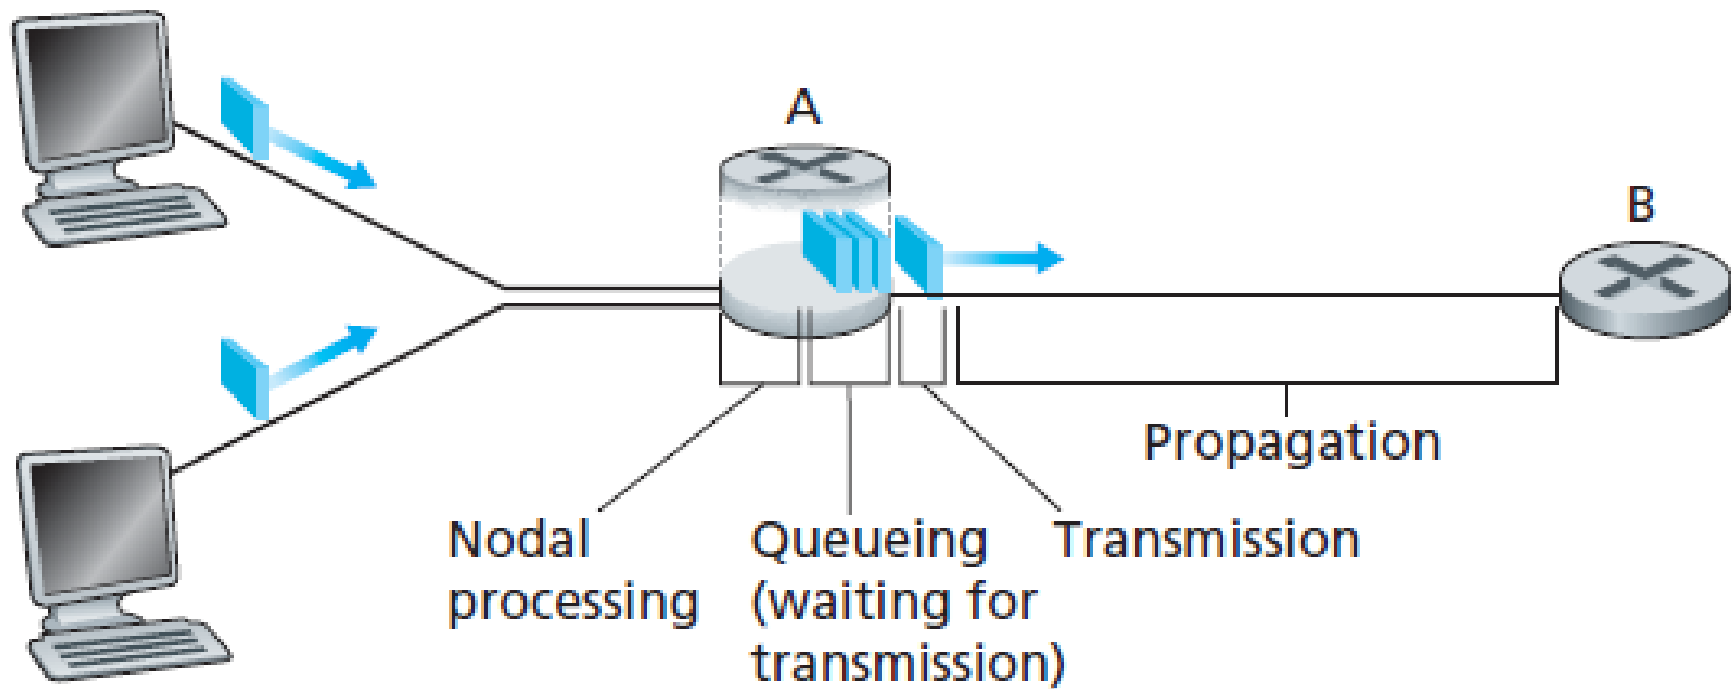 A
B
Propagation
Nodal
processing
Queueing
(waiting for
transmission)
Transmission